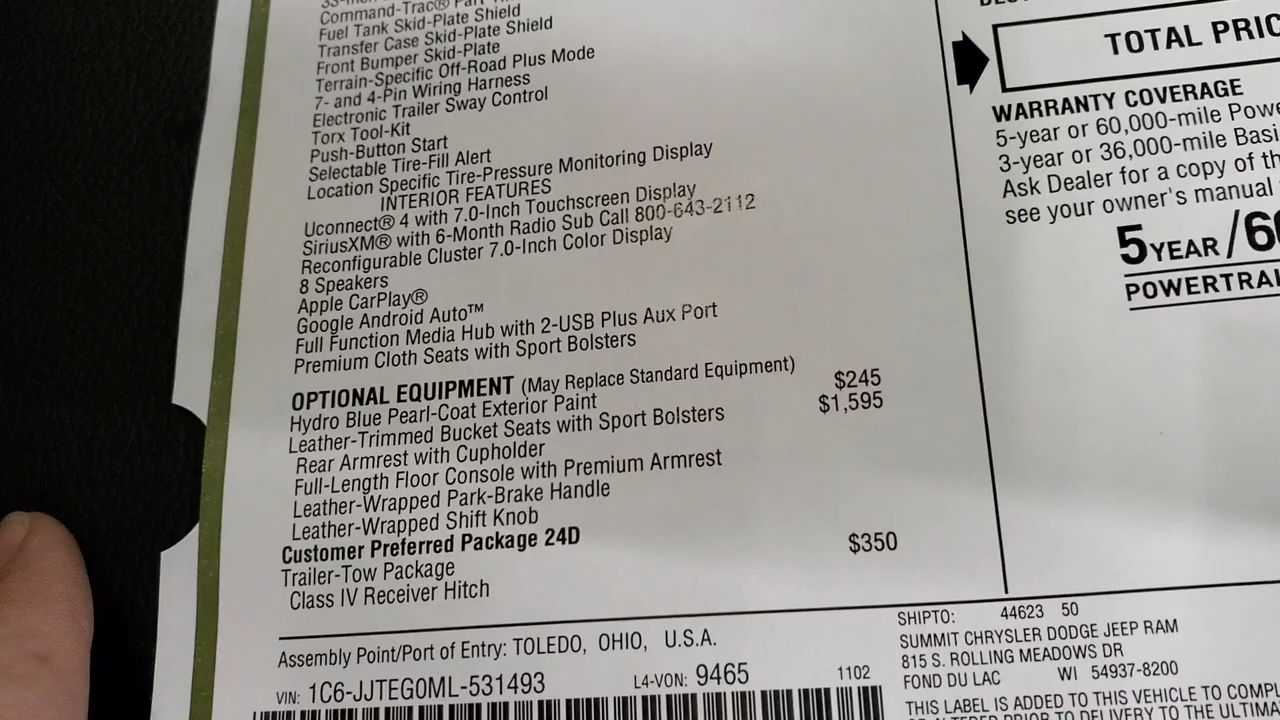 Command-Trac® Part
Fuel Tank Skid-Plate Shield
Transfer Case Skid-Plate Shield
Front Bumper Skid-Plate
Terrain-Specific Off-Road Plus Mode
7- and 4-Pin Wiring Harness
Electronic Trailer Sway Control
Torx Tool-Kit
Push-Button Start
Selectable Tire-Fill Alert
Location Specific Tire-Pressure Monitoring Display
INTERIOR FEATURES
Uconnect® 4 with 7.0-Inch Touchscreen Display
SiriusXM® with 6-Month Radio Sub Call 800-643-2112
Reconfigurable Cluster 7.0-Inch Color Display
8 Speakers
Apple CarPlay®
Google Android Auto™
Full Function Media Hub with 2-USB Plus Aux Port
Premium Cloth Seats with Sport Bolsters
OPTIONAL EQUIPMENT (May Replace Standard Equipment)
Hydro Blue Pearl-Coat Exterior Paint $245
Leather-Trimmed Bucket Seats with Sport Bolsters $1,595
Rear Armrest with Cupholder
Full-Length Floor Console with Premium Armrest
Leather-Wrapped Park-Brake Handle
Leather-Wrapped Shift Knob
Customer Preferred Package 24D
Trailer-Tow Package $350
Class IV Receiver Hitch
Assembly Point/Port of Entry: TOLEDO, OHIO, U.S.A.
VIN: 1C6-JJTEG0ML-531493 L4-VON: 9465 1102
TOTAL PRIC
WARRANTY COVERAGE
5-year or 60,000-mile Powe
3-year or 36,000-mile Basi
Ask Dealer for a copy of th
see your owner's manual
5 YEAR/6
POWERTRAI
SHIPTO: 44623 50
SUMMIT CHRYSLER DODGE JEEP RAM
815 S. ROLLING MEADOWS DR
FOND DU LAC WI 54937-8200
THIS LABEL IS ADDED TO THIS VEHICLE TO COMPL
PRIOR TO DELIVERY TO THE ULTIMA